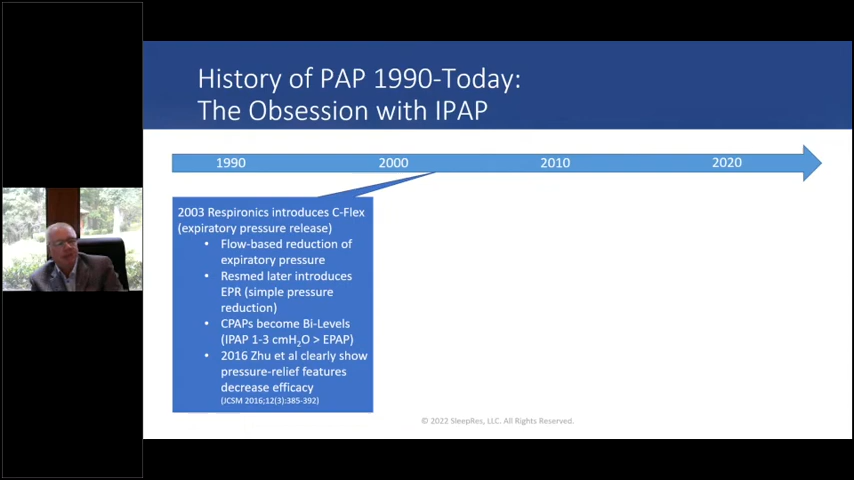 History of PAP 1990-Today:
The Obsession with IPAP
1990 2000 2010 2020
2003 Respironics introduces C-Flex
(expiratory pressure release)
• Flow-based reduction of
expiratory pressure
• Resmed later introduces
EPR (simple pressure
reduction)
• CPAPs become Bi-Levels
(IPAP 1-3 cmH₂O > EPAP)
• 2016 Zhu et al clearly show
pressure-relief features
decrease efficacy
(JCSM 2016;12(3):385-392)
© 2022 SleepRes, LLC. All Rights Reserved.